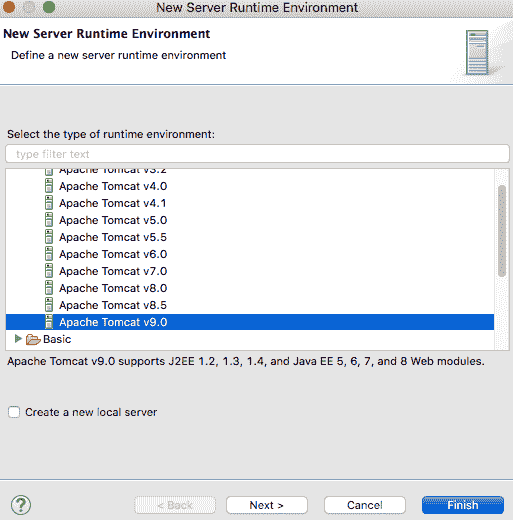 New Server Runtime Environment
New Server Runtime Environment
Define a new server runtime environment
Select the type of runtime environment:
type filter text
Apache Tomcat v3.2
Apache Tomcat v4.0
Apache Tomcat v4.1
Apache Tomcat v5.0
Apache Tomcat v5.5
Apache Tomcat v6.0
Apache Tomcat v7.0
Apache Tomcat v8.0
Apache Tomcat v8.5
Apache Tomcat v9.0
Basic
Apache Tomcat v9.0 supports J2EE 1.2, 1.3, 1.4, and Java EE 5, 6, 7, and 8 Web modules.
Create a new local server
? < Back Next > Cancel Finish